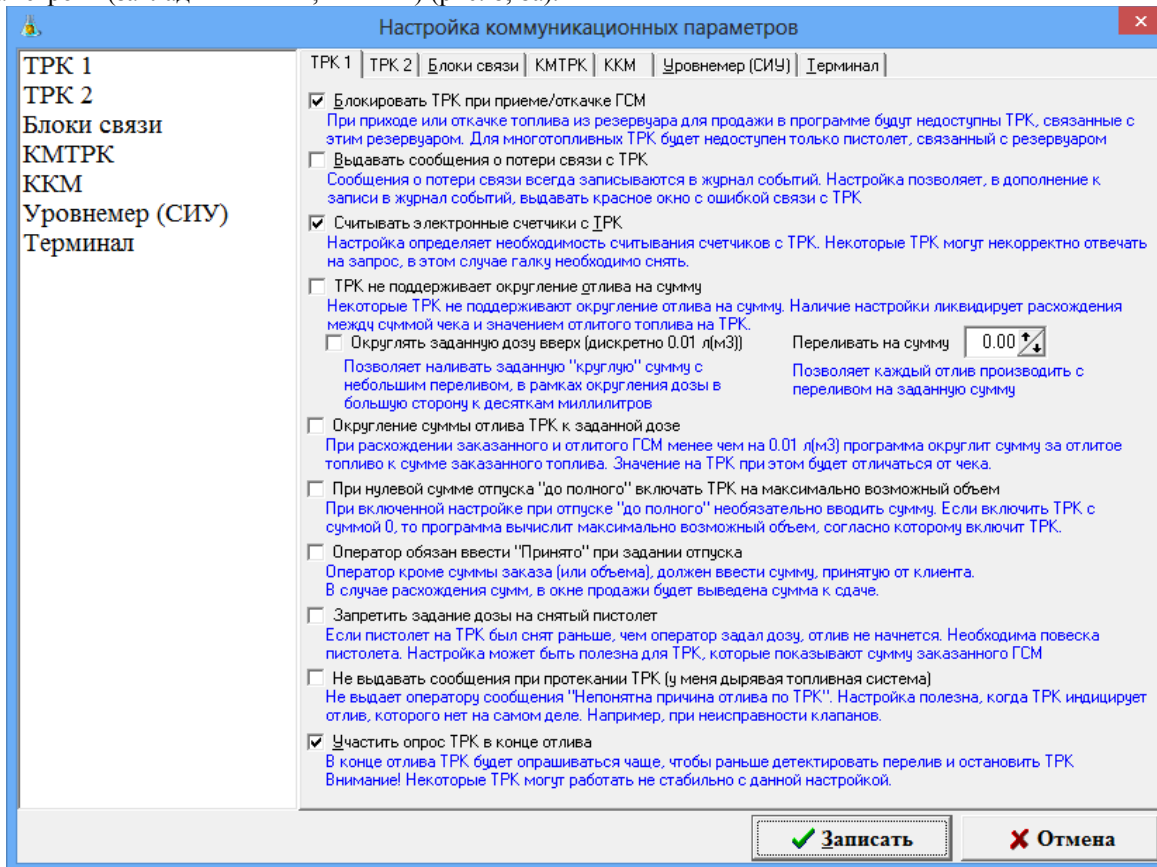 Настройка коммуникационных параметров
ТРК 1
ТРК 2
Блоки связи
КМТРК
ККМ
Уровнемер (СИУ)
Терминал
ТРК 1 ТРК 2 Блоки связи КМТРК ККМ Уровнемер (СИУ) Терминал
Блокировать ТРК при приеме/откачке ГСМ
При приходе или откачке топлива из резервуара для продажи в программе будут недоступны ТРК, связанные с
этим резервуаром. Для многотопливных ТРК будет недоступен только пистолет, связанный с резервуаром
Выдавать сообщения о потери связи с ТРК
Сообщения о потери связи всегда записываются в журнал событий. Настройка позволяет, в дополнение к
записи в журнал событий, выдавать красное окно с ошибкой связи с ТРК
Считывать электронные счетчики с ТРК
Настройка определяет необходимость считывания счетчиков с ТРК. Некоторые ТРК могут некорректно отвечать
на запрос, в этом случае галку необходимо снять.
ТРК не поддерживает округление отлива на сумму
Некоторые ТРК не поддерживают округление отлива на сумму. Наличие настройки ликвидирует расхождения
между суммой чека и значением отлитого топлива на ТРК.
Округлять заданную дозу вверх (дискретно 0.01 л(м3)) Переливать на сумму 0.00
Позволяет наливать заданную "круглую" сумму с
небольшим переливом, в рамках округления дозы в
большую сторону к десяткам миллилитров
Позволяет каждый отлив производить с
переливом на заданную сумму
Округление суммы отлива ТРК к заданной дозе
При расхождении заказанного и отлитого ГСМ менее чем на 0.01 л(м3) программа округлит сумму за отлитое
топливо к сумме заказанного топлива. Значение на ТРК при этом будет отличаться от чека.
При нулевой сумме отпуска "до полного" включать ТРК на максимально возможный объем
При включенной настройке при отпуске "до полного" необязательно вводить сумму. Если включить ТРК с
суммой 0, то программа вычислит максимально возможный объем, согласно которому включит ТРК.
Оператор обязан ввести "Принято" при задании отпуска
Оператор кроме суммы заказа (или объема), должен ввести сумму, принятую от клиента.
В случае расхождения сумм, в окне продажи будет выведена сумма к сдаче.
Запретить задание дозы на снятый пистолет
Если пистолет на ТРК был снят раньше, чем оператор задал дозу, отлив не начнется. Необходима повеска
пистолета. Настройка может быть полезна для ТРК, которые показывают сумму заказанного ГСМ
Не выдавать сообщения при протекании ТРК (у меня дырявая топливная система)
Не выдает оператору сообщения "Непонятна причина отлива по ТРК". Настройка полезна, когда ТРК индицирует
отлив, которого нет на самом деле. Например, при неисправности клапанов.
Участить опрос ТРК в конце отлива
В конце отлива ТРК будет опрашиваться чаще, чтобы раньше детектировать перелив и остановить ТРК
Внимание! Некоторые ТРК могут работать не стабильно с данной настройкой.
Записать Отмена